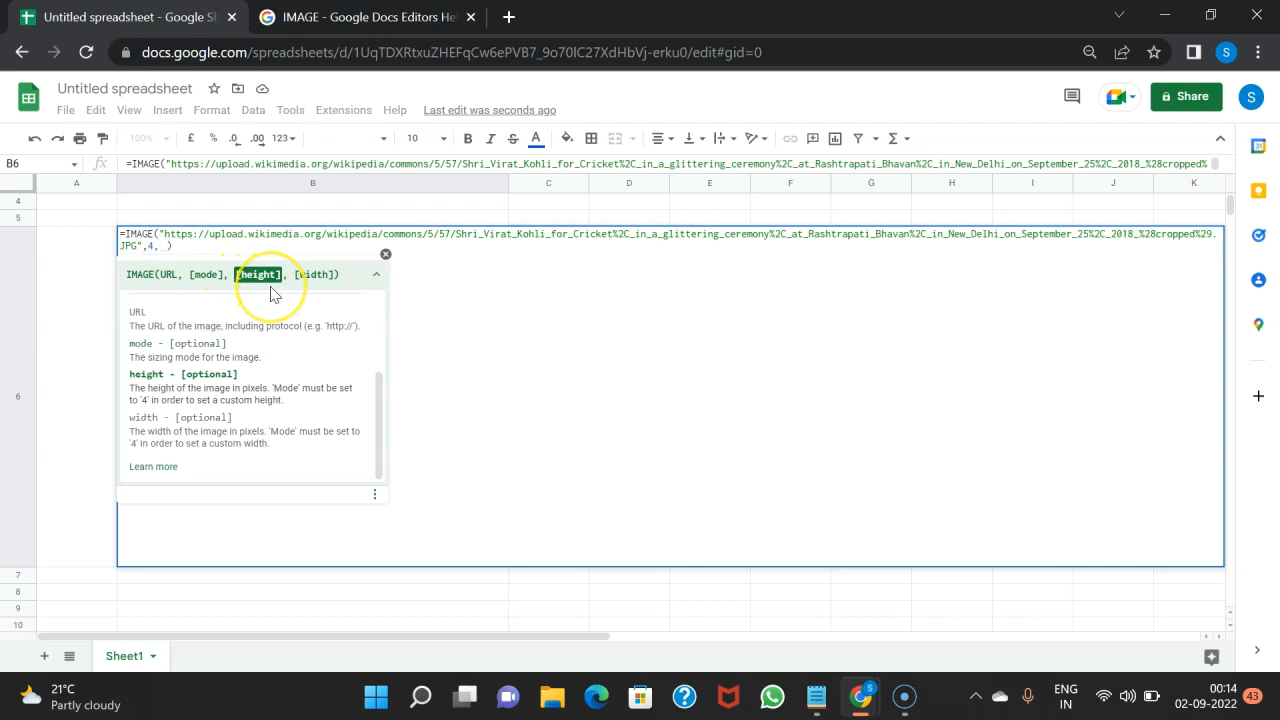 Untitled spreadsheet - Google Sh
IMAGE - Google Docs Editors Hel
docs.google.com/spreadsheets/d/1UqTDXRtxuZHEFqCw6ePVB7_9o70IC27XdHbVj-erku0/edit#gid=0
S
Untitled spreadsheet
File Edit View Insert Format Data Tools Extensions Help Last edit was seconds ago
Share
S
100% £ % .0 .00 123 10 B I S A Σ
B6 fx =IMAGE("https://upload.wikimedia.org/wikipedia/commons/5/57/Shri_Virat_Kohli_for_Cricket%2C_in_a_glittering_ceremony%2C_at_Rashtrapati_Bhavan%2C_in_New_Delhi_on_September_25%2C_2018_%28cropped%
A B C D E F G H I J K
4
5
=IMAGE("https://upload.wikimedia.org/wikipedia/commons/5/57/Shri_Virat_Kohli_for_Cricket%2C_in_a_glittering_ceremony%2C_at_Rashtrapati_Bhavan%2C_in_New_Delhi_on_September_25%2C_2018_%28cropped%29.
JPG",4, )
IMAGE(URL, [mode], [height], [width])
URL
The URL of the image, including protocol (e.g. 'http://').
mode - [optional]
The sizing mode for the image.
height - [optional]
The height of the image in pixels. 'Mode' must be set
to '4' in order to set a custom height.
6
width - [optional]
The width of the image in pixels. 'Mode' must be set to
'4' in order to set a custom width.
Learn more
7
8
9
10
Sheet1
21°C
Partly cloudy
S
ENG
IN
00:14
02-09-2022
43